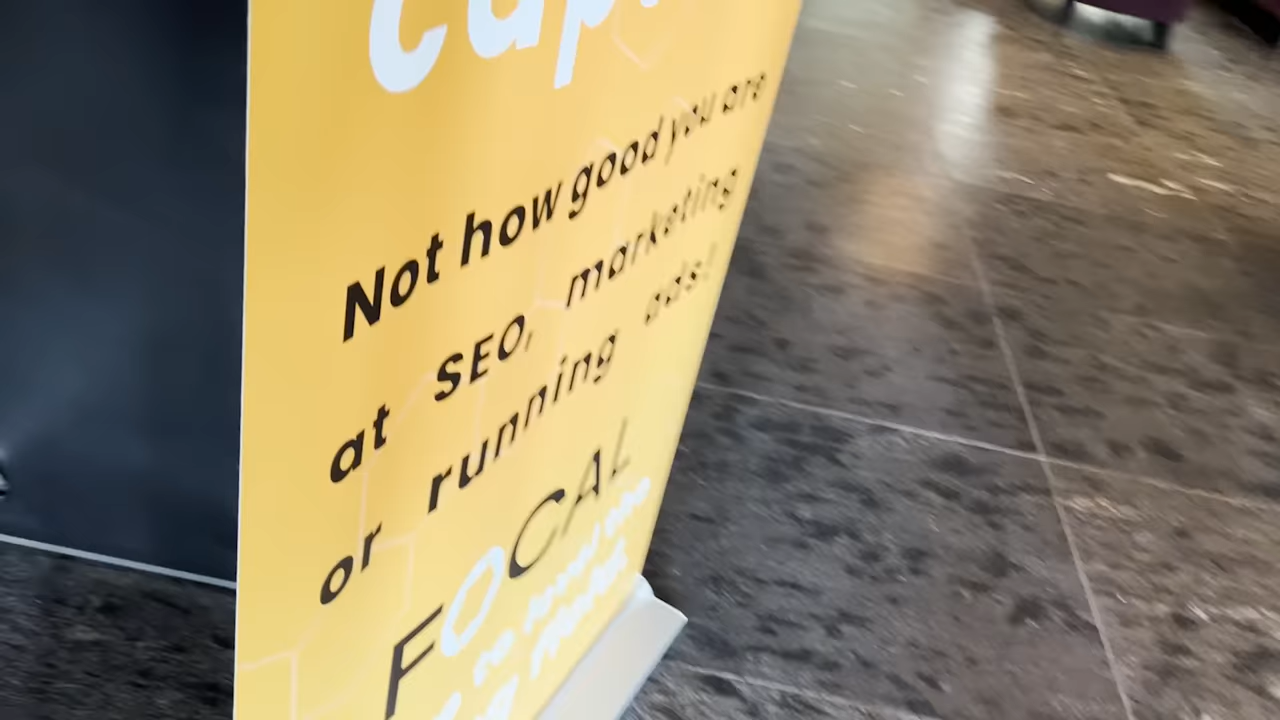 Not how good you are
at SEO, marketing
or running ads!
FOCAL